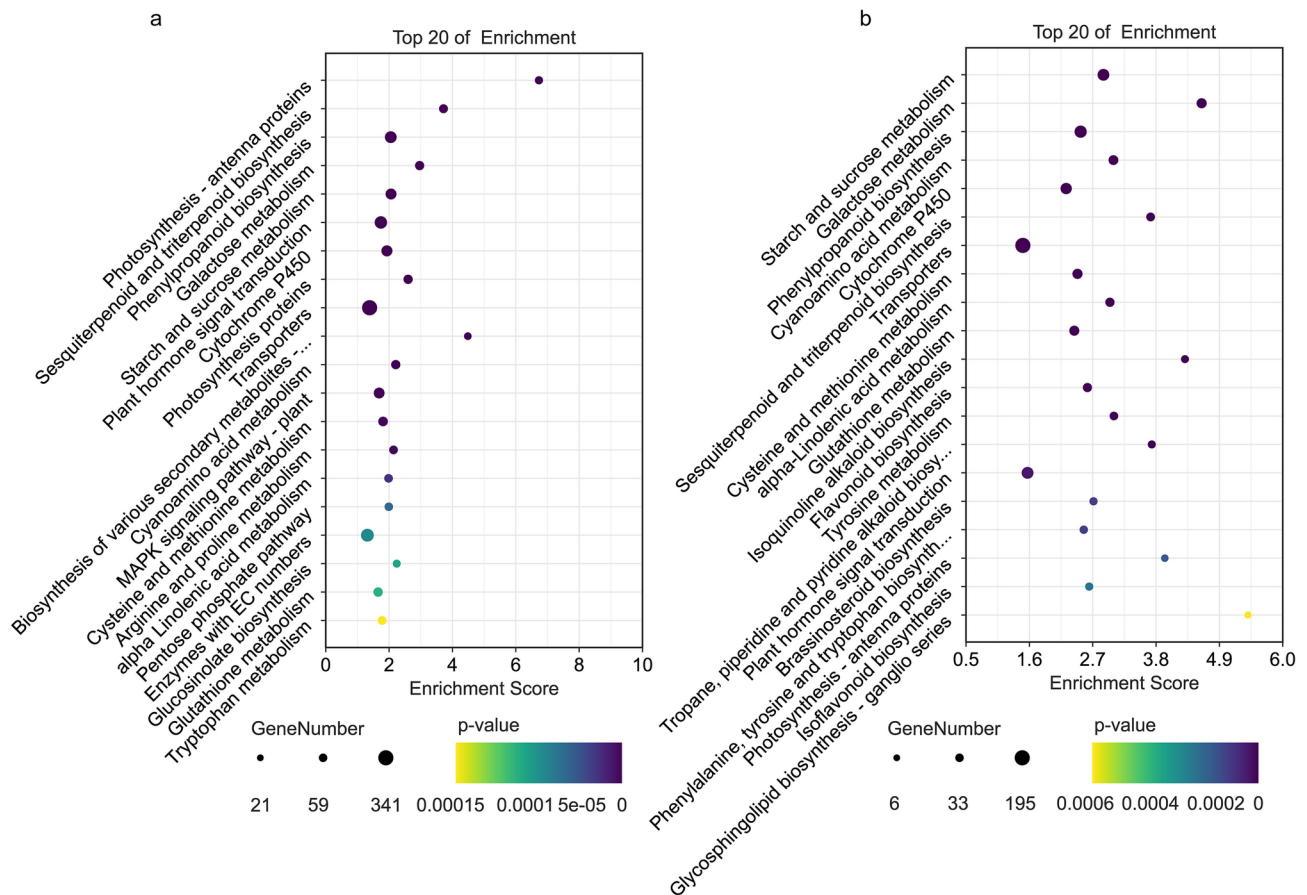 a
Top 20 of Enrichment
Photosynthesis - antenna proteins
Sesquiterpenoid and triterpenoid biosynthesis
Phenylpropanoid biosynthesis
Galactose metabolism
Starch and sucrose metabolism
Plant hormone signal transduction
Cytochrome P450
Photosynthesis proteins
Transporters
Biosynthesis of various secondary metabolites -...
Cyanoamino acid metabolism
MAPK signaling pathway - plant
Cysteine and methionine metabolism
Arginine and proline metabolism
alpha Linolenic acid metabolism
Pentose phosphate pathway
Enzymes with EC numbers
Glucosinolate biosynthesis
Glutathione metabolism
Tryptophan metabolism
0 2 4 6 8 10
Enrichment Score
GeneNumber
21 59 341
p-value
0.00015 0.0001 5e-05 0
b
Top 20 of Enrichment
Starch and sucrose metabolism
Galactose metabolism
Phenylpropanoid biosynthesis
Cyanoamino acid metabolism
Cytochrome P450
Sesquiterpenoid and triterpenoid biosynthesis
Transporters
Cysteine and methionine metabolism
alpha-Linolenic acid metabolism
Glutathione metabolism
Isoquinoline alkaloid biosynthesis
Flavonoid biosynthesis
Tyrosine metabolism
Tropane, piperidine and pyridine alkaloid biosy...
Plant hormone signal transduction
Brassinosteroid biosynthesis
Phenylalanine, tyrosine and tryptophan biosynth...
Photosynthesis - antenna proteins
Isoflavonoid biosynthesis
Glycosphingolipid biosynthesis - ganglio series
0.5 1.6 2.7 3.8 4.9 6.0
Enrichment Score
GeneNumber
6 33 195
p-value
0.0006 0.0004 0.0002 0